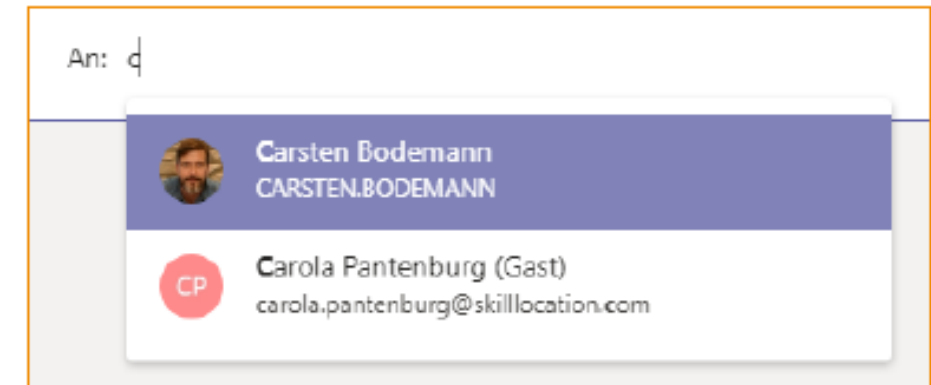 An: c
Carsten Bodemann
CARSTEN.BODEMANN
CP
Carola Pantenburg (Gast)
carola.pantenburg@skilllocation.com